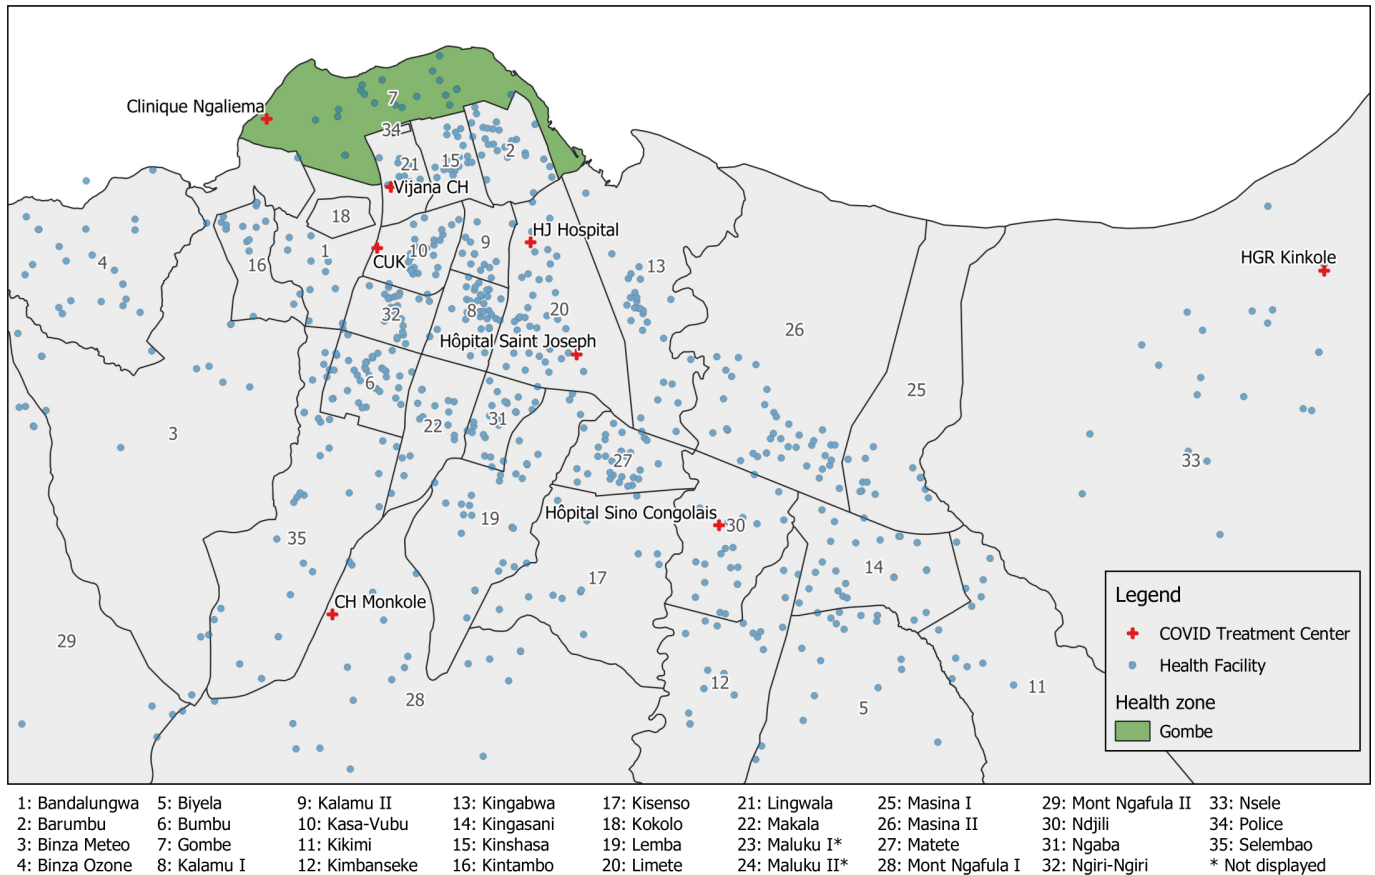 7
Clinique Ngaliema
34
2
21
15
Vijana CH
18
HJ Hospital
9
10
1
16
CUK
4
13
HGR Kinkole
8
20
32
26
Hôpital Saint Joseph
6
25
31
22
3
27
33
Hôpital Sino Congolais
30
19
35
14
17
CH Monkole
29
12
11
28
5
Legend
COVID Treatment Center
Health Facility
Health zone
Gombe
1: Bandalungwa 5: Biyela 9: Kalamu II 13: Kingabwa 17: Kisenso 21: Lingwala 25: Masina I 29: Mont Ngafula II 33: Nsele
2: Barumbu 6: Bumbu 10: Kasa-Vubu 14: Kingasani 18: Kokolo 22: Makala 26: Masina II 30: Ndjili 34: Police
3: Binza Meteo 7: Gombe 11: Kikimi 15: Kinshasa 19: Lemba 23: Maluku I* 27: Matete 31: Ngaba 35: Selembao
4: Binza Ozone 8: Kalamu I 12: Kimbanseke 16: Kintambo 20: Limete 24: Maluku II* 28: Mont Ngafula I 32: Ngiri-Ngiri * Not displayed